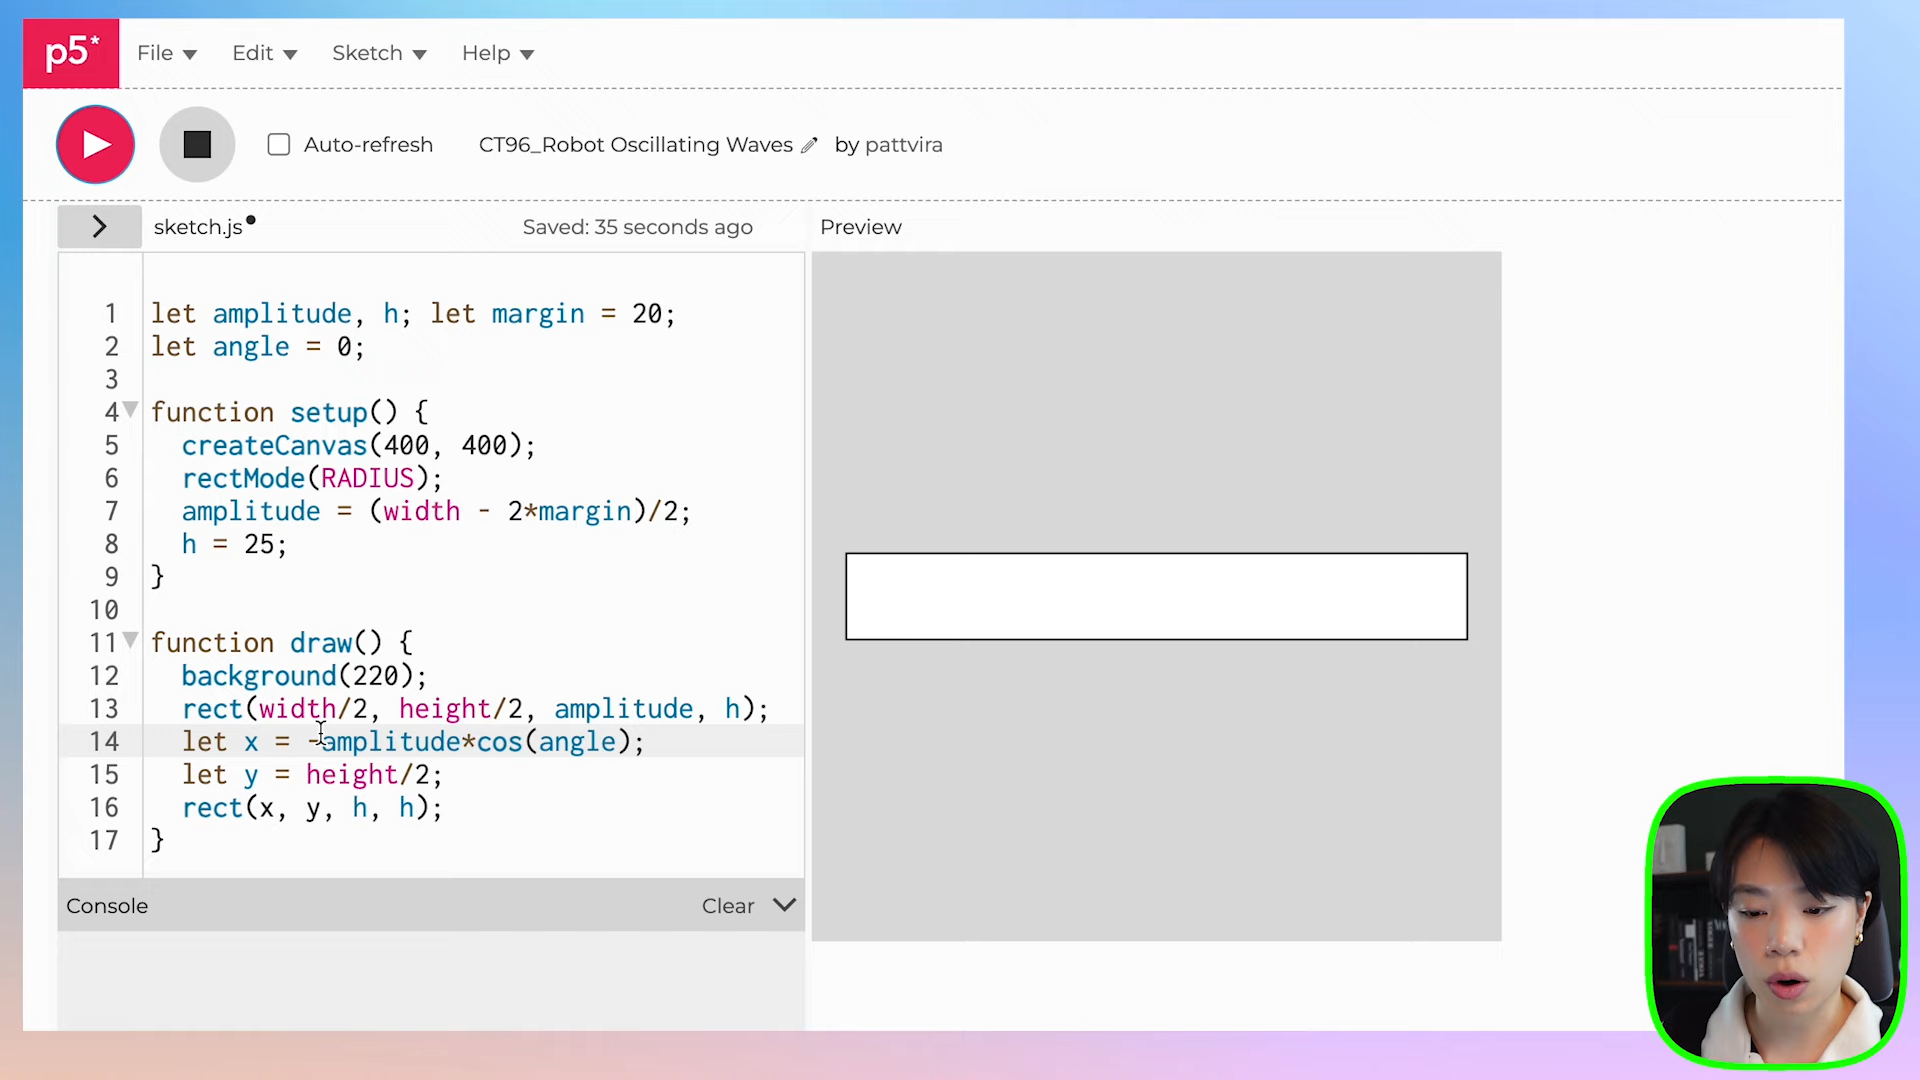 p5* File Edit Sketch Help
Auto-refresh CT96_Robot Oscillating Waves by pattvira
sketch.js Saved: 35 seconds ago Preview
1 let amplitude, h; let margin = 20;
2 let angle = 0;
3
4 function setup() {
5 createCanvas(400, 400);
6 rectMode(RADIUS);
7 amplitude = (width - 2*margin)/2;
8 h = 25;
9 }
10
11 function draw() {
12 background(220);
13 rect(width/2, height/2, amplitude, h);
14 let x = -amplitude*cos(angle);
15 let y = height/2;
16 rect(x, y, h, h);
17 }
Console Clear